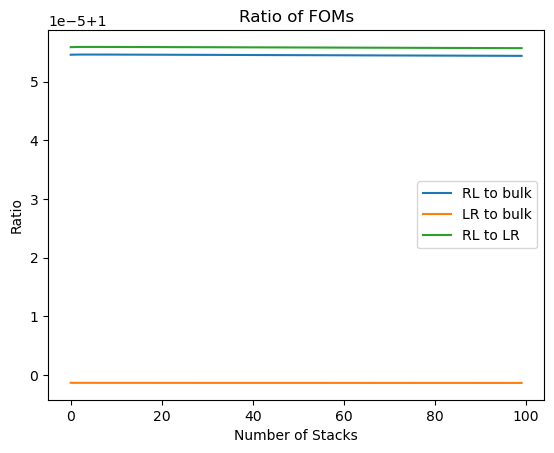 Ratio of FOMs
1e−5+1
5
4
3
2
1
0
Ratio
RL to bulk
LR to bulk
RL to LR
0 20 40 60 80 100
Number of Stacks